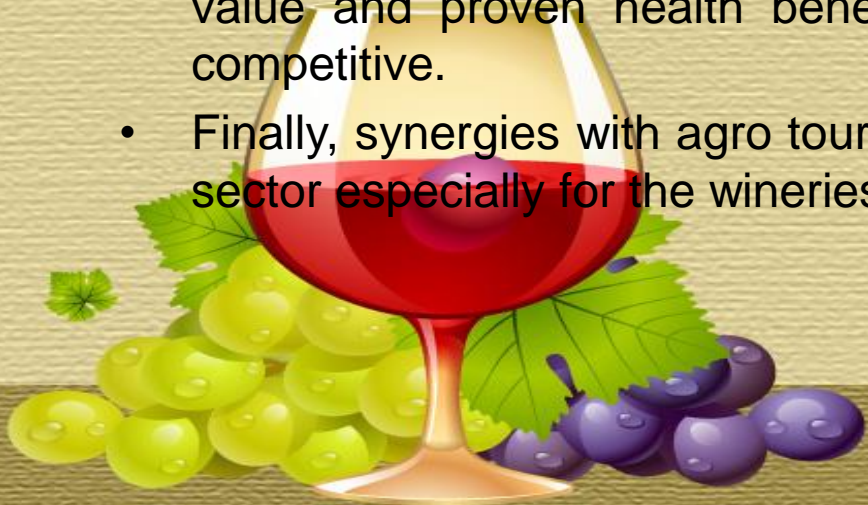 value and proven health bene
competitive.
• Finally, synergies with agro tour
sector especially for the wineries